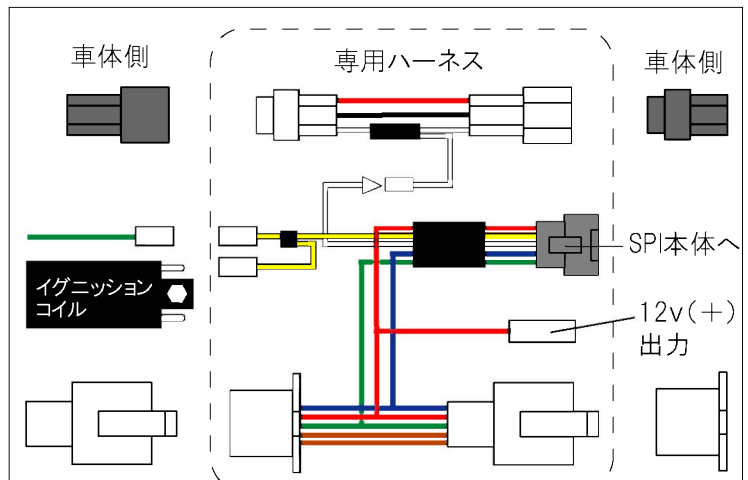 車体側
専用ハーネス
車体側
SPI本体へ
イグニッション
コイル
12v(+)
出力